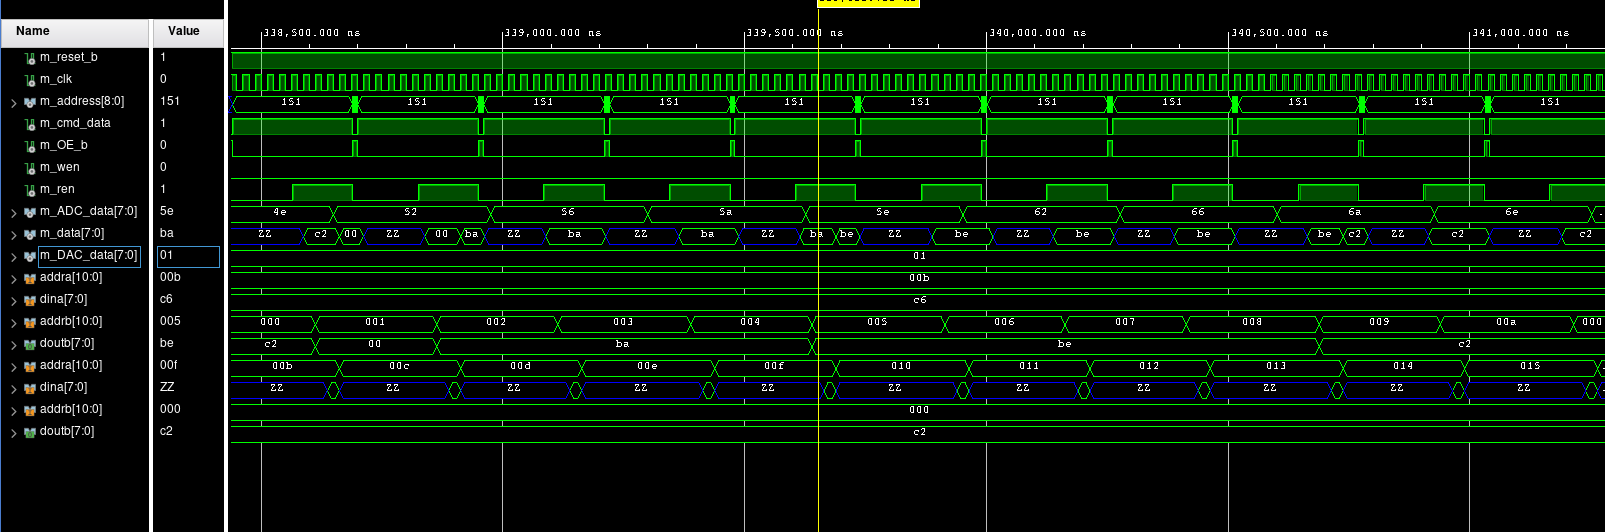 Name Value 338,500.000 ns 339,000.000 ns 339,500.000 ns 340,000.000 ns 340,500.000 ns 341,000.000 ns
m_reset_b 1
m_clk 0
m_address[8:0] 151 151 151 151 151 151 151 151 151 151 151 151
m_cmd_data 1
m_OE_b 0
m_wen 0
m_ren 1
m_ADC_data[7:0] 5e 4e 52 56 5a 5e 62 66 6a 6e
m_data[7:0] ba ZZ c2 00 ZZ 00 ba ZZ ba ZZ ba ZZ ba be ZZ be ZZ be ZZ be ZZ be c2 ZZ c2 ZZ c2
m_DAC_data[7:0] 01 01
addra[10:0] 00b 00b
dina[7:0] c6 c6
addrb[10:0] 005 000 001 002 003 004 005 006 007 008 009 00a 000
doutb[7:0] be c2 00 ba be c2
addra[10:0] 00f 00b 00c 00d 00e 00f 010 011 012 013 014 015
dina[7:0] ZZ ZZ ZZ ZZ ZZ ZZ ZZ ZZ ZZ ZZ ZZ ZZ
addrb[10:0] 000 000
doutb[7:0] c2 c2